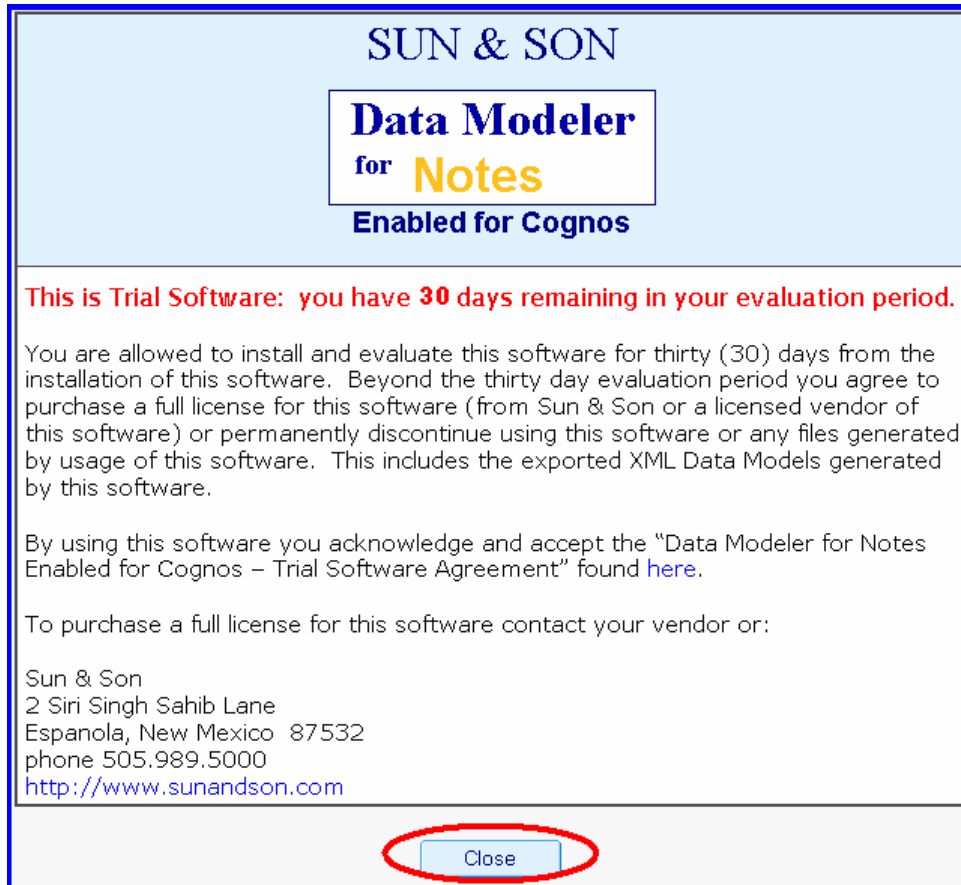 SUN & SON
Data Modeler
for Notes
Enabled for Cognos
This is Trial Software:  you have 30 days remaining in your evaluation period.
You are allowed to install and evaluate this software for thirty (30) days from the
installation of this software.  Beyond the thirty day evaluation period you agree to
purchase a full license for this software (from Sun & Son or a licensed vendor of
this software) or permanently discontinue using this software or any files generated
by usage of this software.  This includes the exported XML Data Models generated
by this software.
By using this software you acknowledge and accept the “Data Modeler for Notes
Enabled for Cognos – Trial Software Agreement” found here.
To purchase a full license for this software contact your vendor or:
Sun & Son
2 Siri Singh Sahib Lane
Espanola, New Mexico  87532
phone 505.989.5000
http://www.sunandson.com
Close